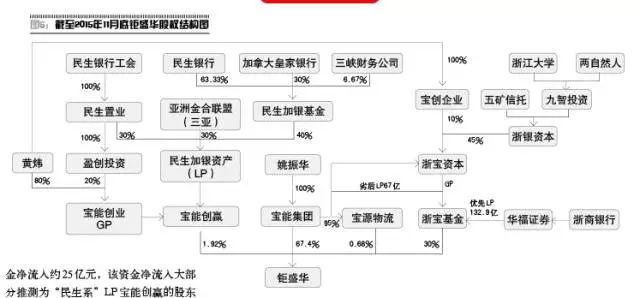 图6：截至2015年11月底钜盛华股权结构图
民生银行工会 民生银行 加拿大皇家银行 三峡财务公司 浙江大学 两自然人
100% 63.33% 30% 6.67% 100%
民生置业 亚洲金合联盟
（三亚） 民生加银基金 宝创企业 五矿信托 九智投资
100% 30% 30% 40% 10% 45% 浙银资本
黄炜 盈创投资 民生加银资产
（LP） 姚振华 浙宝资本
80% 20% 100% 劣后LP67亿 GP
宝能创业
GP 宝能创赢 宝能集团 95% 宝源物流 浙宝基金 优先LP
132.9亿 华福证券 浙商银行
1.92% 67.4% 0.68% 30%
钜盛华
金净流入约25亿元，该资金净流入大部
分推测为“民生系”LP宝能创赢的股东